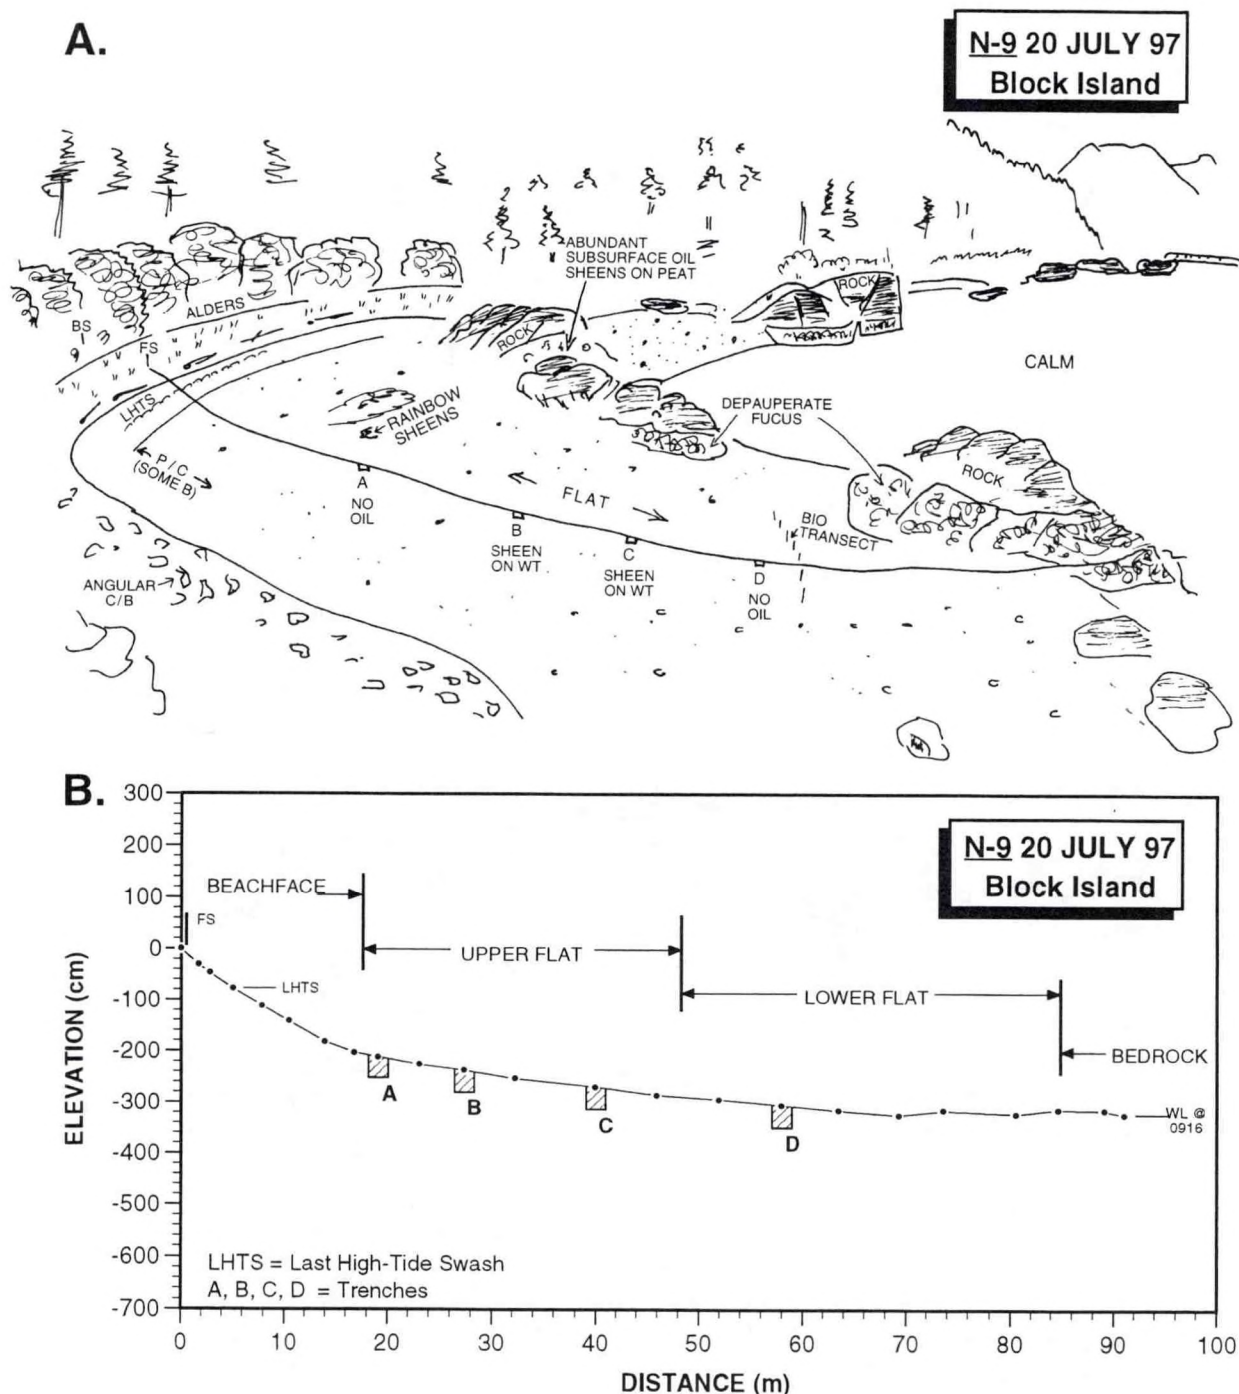 A.
N-9 20 JULY 97
Block Island
ABUNDANT
SUBSURFACE OIL
SHEENS ON PEAT
ROCK
ALDERS
BS
FS
ROCK
CALM
LHTS
RAINBOW
SHEENS
DEPAUPERATE
FUCUS
P/C
(SOME B)
ROCK
A
NO
OIL
FLAT
B
SHEEN
ON WT
C
SHEEN
ON WT
BIO
TRANSECT
D
NO
OIL
ANGULAR
C/B
B.
N-9 20 JULY 97
Block Island
300
200
100
0
-100
-200
-300
-400
-500
-600
-700
ELEVATION (cm)
BEACHFACE
FS
UPPER FLAT
LHTS
LOWER FLAT
BEDROCK
A
B
C
D
WL @
0916
LHTS = Last High-Tide Swash
A, B, C, D = Trenches
0 10 20 30 40 50 60 70 80 90 100
DISTANCE (m)